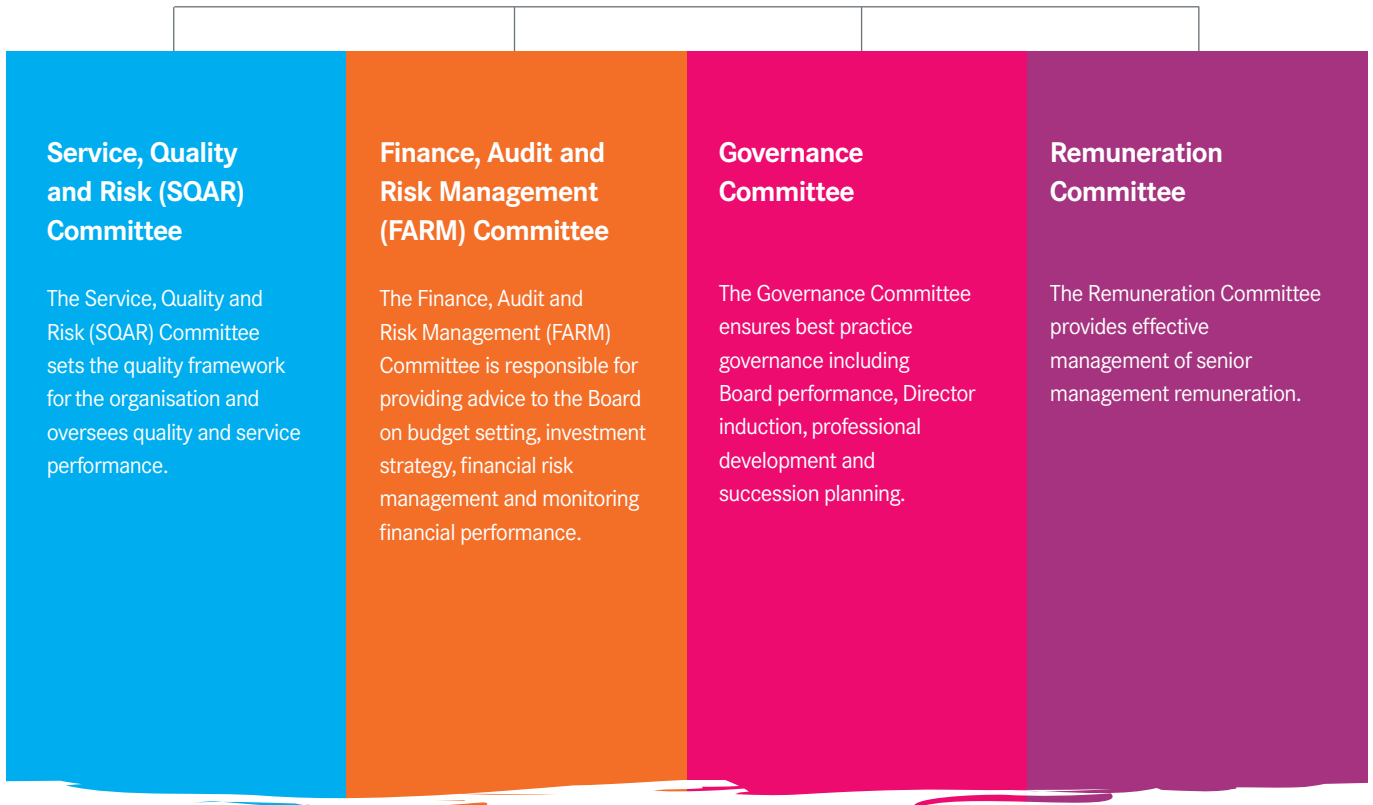 Service, Quality
and Risk (SQAR)
Committee
The Service, Quality and
Risk (SQAR) Committee
sets the quality framework
for the organisation and
oversees quality and service
performance.
Finance, Audit and
Risk Management
(FARM) Committee
The Finance, Audit and
Risk Management (FARM)
Committee is responsible for
providing advice to the Board
on budget setting, investment
strategy, financial risk
management and monitoring
financial performance.
Governance
Committee
The Governance Committee
ensures best practice
governance including
Board performance, Director
induction, professional
development and
succession planning.
Remuneration
Committee
The Remuneration Committee
provides effective
management of senior
management remuneration.